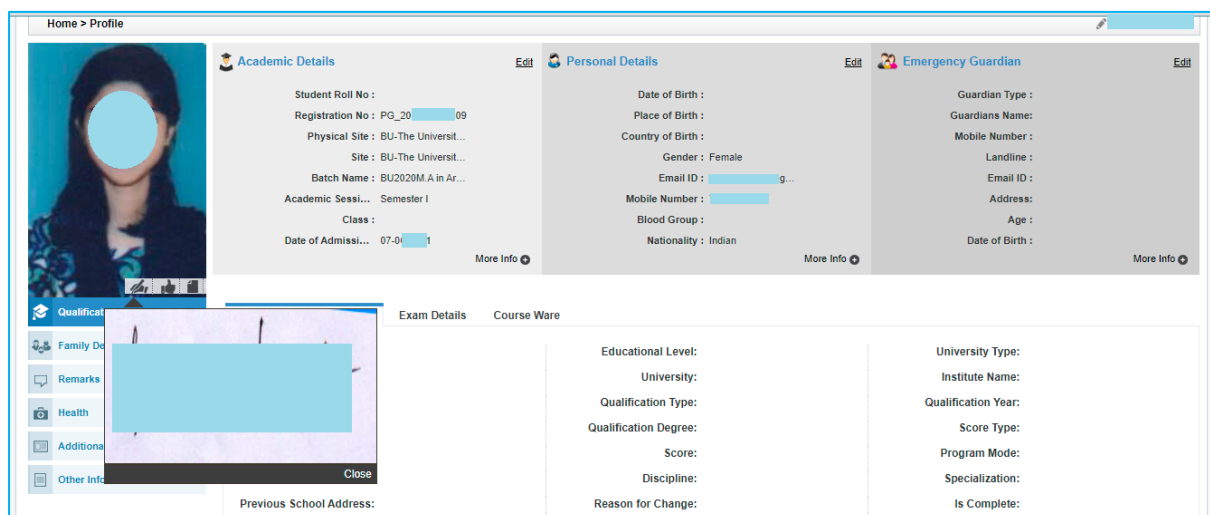 Home > Profile
Academic Details
Edit
Student Roll No :
Registration No : PG_20 09
Physical Site : BU-The Universit...
Site : BU-The Universit...
Batch Name : BU2020M.A in Ar...
Academic Sessi... Semester I
Class :
Date of Admissi... 07-0 1
More Info
Personal Details
Edit
Date of Birth :
Place of Birth :
Country of Birth :
Gender : Female
Email ID : g...
Mobile Number :
Blood Group :
Nationality : Indian
More Info
Emergency Guardian
Edit
Guardian Type :
Guardians Name:
Mobile Number :
Landline :
Email ID :
Address:
Age :
Date of Birth :
More Info
Qualificat
Family De
Remarks
Health
Additiona
Other Info
Close
Exam Details
Course Ware
Previous School Address:
Educational Level:
University:
Qualification Type:
Qualification Degree:
Score:
Discipline:
Reason for Change:
University Type:
Institute Name:
Qualification Year:
Score Type:
Program Mode:
Specialization:
Is Complete: